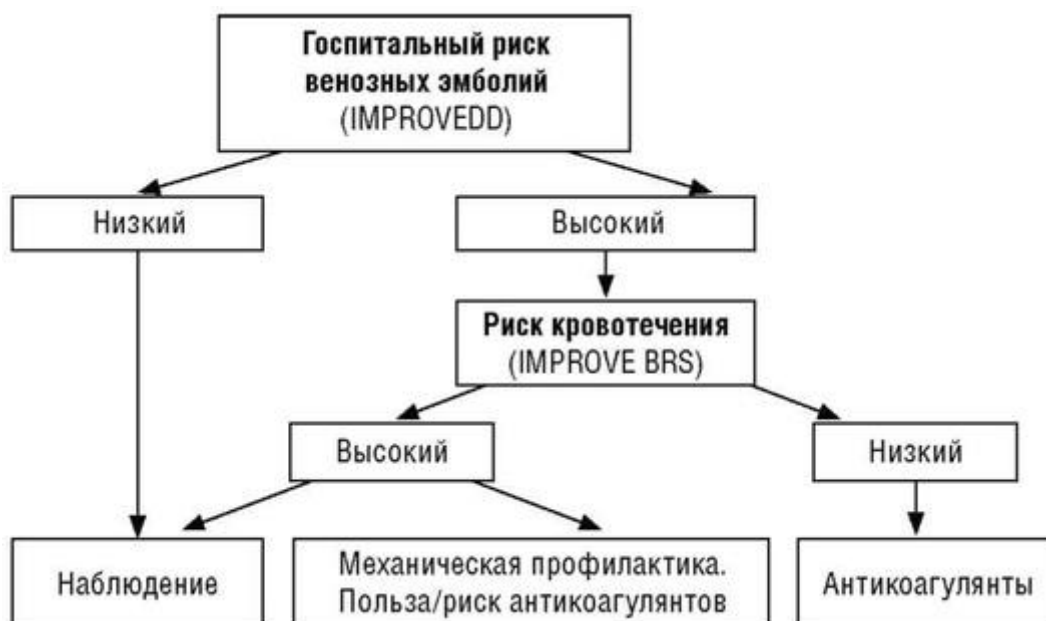 Госпитальный риск
венозных эмболий
(IMPROVEDD)
Низкий
Высокий
Риск кровотечения
(IMPROVE BRS)
Высокий
Низкий
Наблюдение
Механическая профилактика.
Польза/риск антикоагулянтов
Антикоагулянты